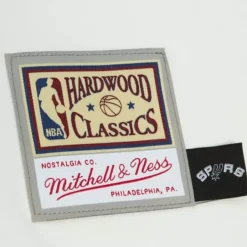 HARDWOOD
NBA
CLASSICS
NOSTALGIA CO.
Mitchell & Ness
PHILADELPHIA, PA.
SPURS